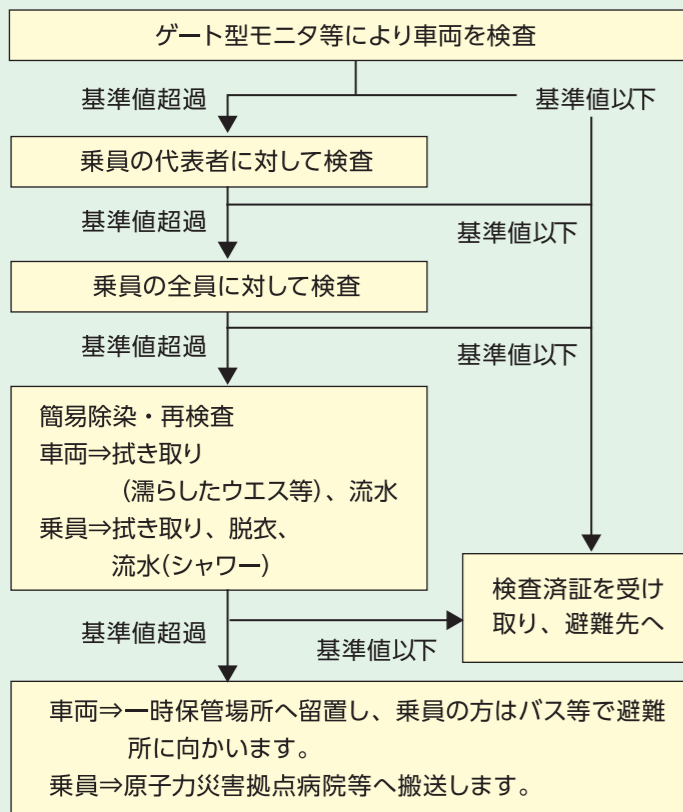 ゲート型モニタ等により車両を検査
基準値超過
基準値以下
乗員の代表者に対して検査
基準値超過
基準値以下
乗員の全員に対して検査
基準値超過
基準値以下
簡易除染・再検査
車両⇒拭き取り
(濡らしたウエス等)、流水
乗員⇒拭き取り、脱衣、
流水(シャワー)
検査済証を受け
取り、避難先へ
基準値超過
基準値以下
車両⇒一時保管場所へ留置し、乗員の方はバス等で避難
所に向かいます。
乗員⇒原子力災害拠点病院等へ搬送します。